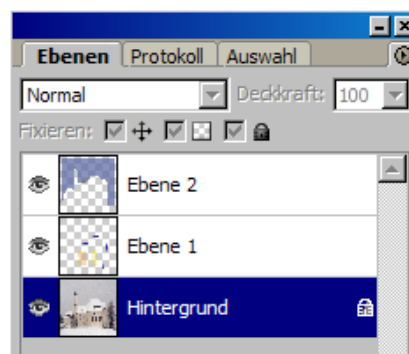 Ebenen Protokoll Auswahl
Normal Deckkraft: 100
Fixieren:
Ebene 2
Ebene 1
Hintergrund